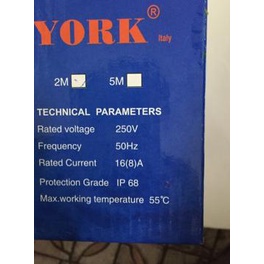 YORK®
Italy
2M 5M
TECHNICAL PARAMETERS
Rated voltage 250V
Frequency 50Hz
Rated Current 16(8)A
Protection Grade IP 68
Max.working temperature 55℃